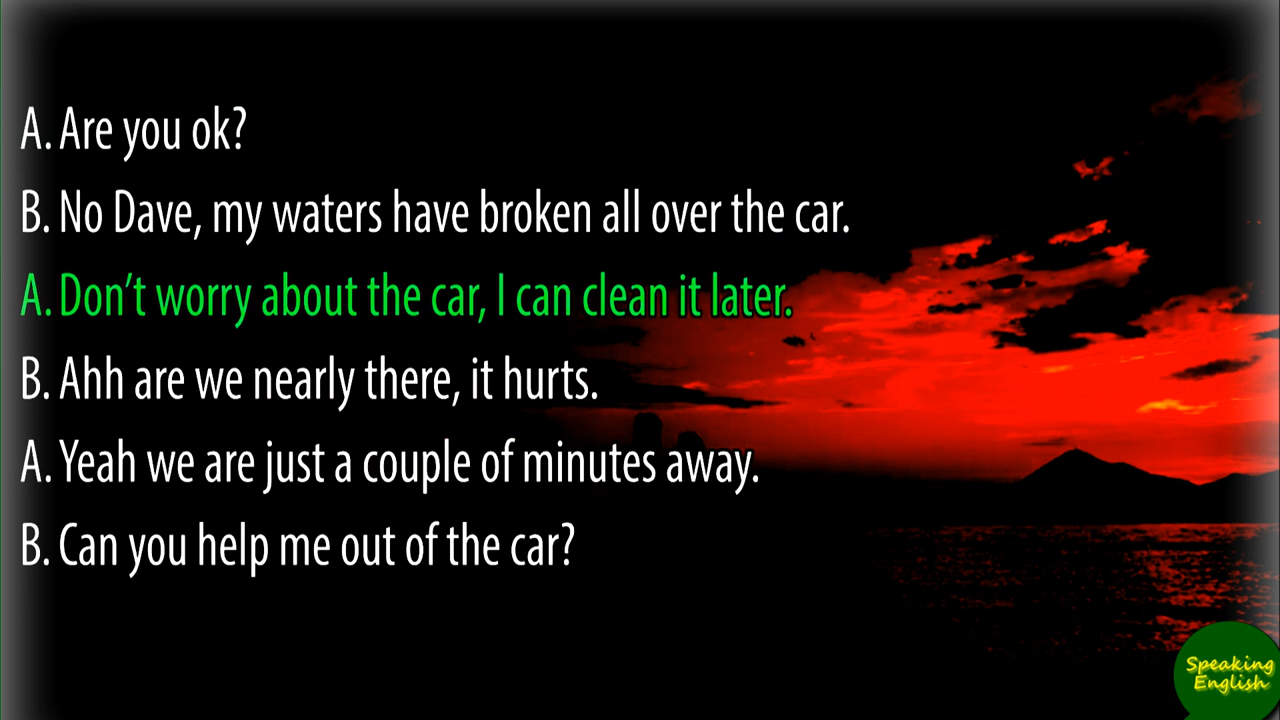 A. Are you ok?
B. No Dave, my waters have broken all over the car.
A. Don't worry about the car, I can clean it later.
B. Ahh are we nearly there, it hurts.
A. Yeah we are just a couple of minutes away.
B. Can you help me out of the car?
Speaking
English